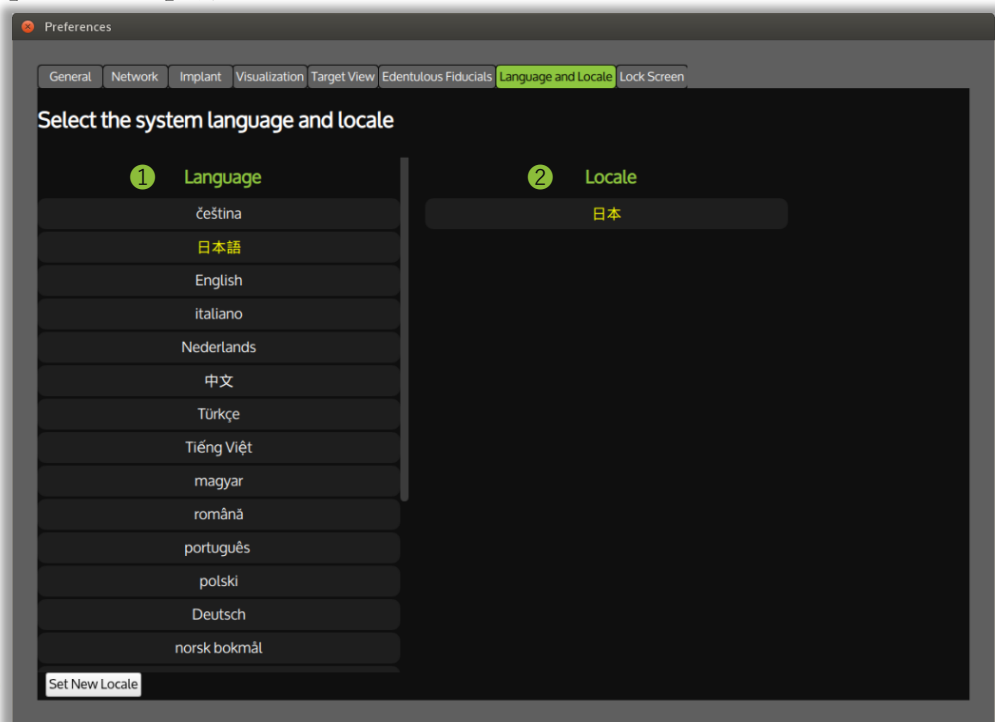 Preferences
General Network Implant Visualization Target View Edentulous Fiducials Language and Locale Lock Screen
Select the system language and locale
1 Language
čeština
日本語
English
italiano
Nederlands
中文
Türkçe
Tiếng Việt
magyar
română
português
polski
Deutsch
norsk bokmål
2 Locale
日本
Set New Locale